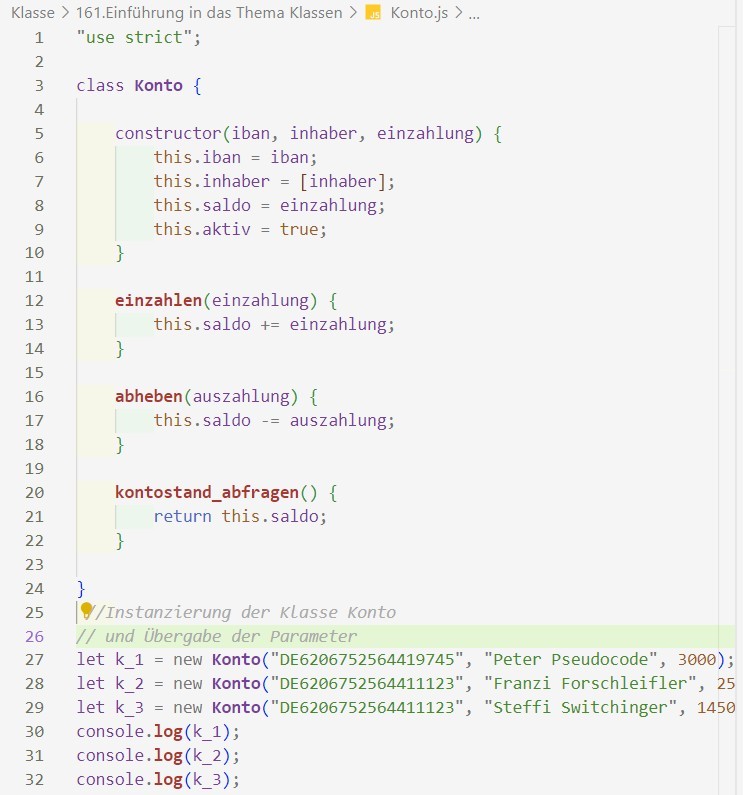 Klasse > 161.Einführung in das Thema Klassen > JS Konto.js > ...
1 "use strict";
2
3 class Konto {
4
5 constructor(iban, inhaber, einzahlung) {
6 this.iban = iban;
7 this.inhaber = [inhaber];
8 this.saldo = einzahlung;
9 this.aktiv = true;
10 }
11
12 einzahlen(einzahlung) {
13 this.saldo += einzahlung;
14 }
15
16 abheben(auszahlung) {
17 this.saldo -= auszahlung;
18 }
19
20 kontostand_abfragen() {
21 return this.saldo;
22 }
23
24 }
25 //Instanzierung der Klasse Konto
26 // und Übergabe der Parameter
27 let k_1 = new Konto("DE6206752564419745", "Peter Pseudocode", 3000);
28 let k_2 = new Konto("DE6206752564411123", "Franzi Forschleifler", 25
29 let k_3 = new Konto("DE6206752564411123", "Steffi Switchinger", 1450
30 console.log(k_1);
31 console.log(k_2);
32 console.log(k_3);